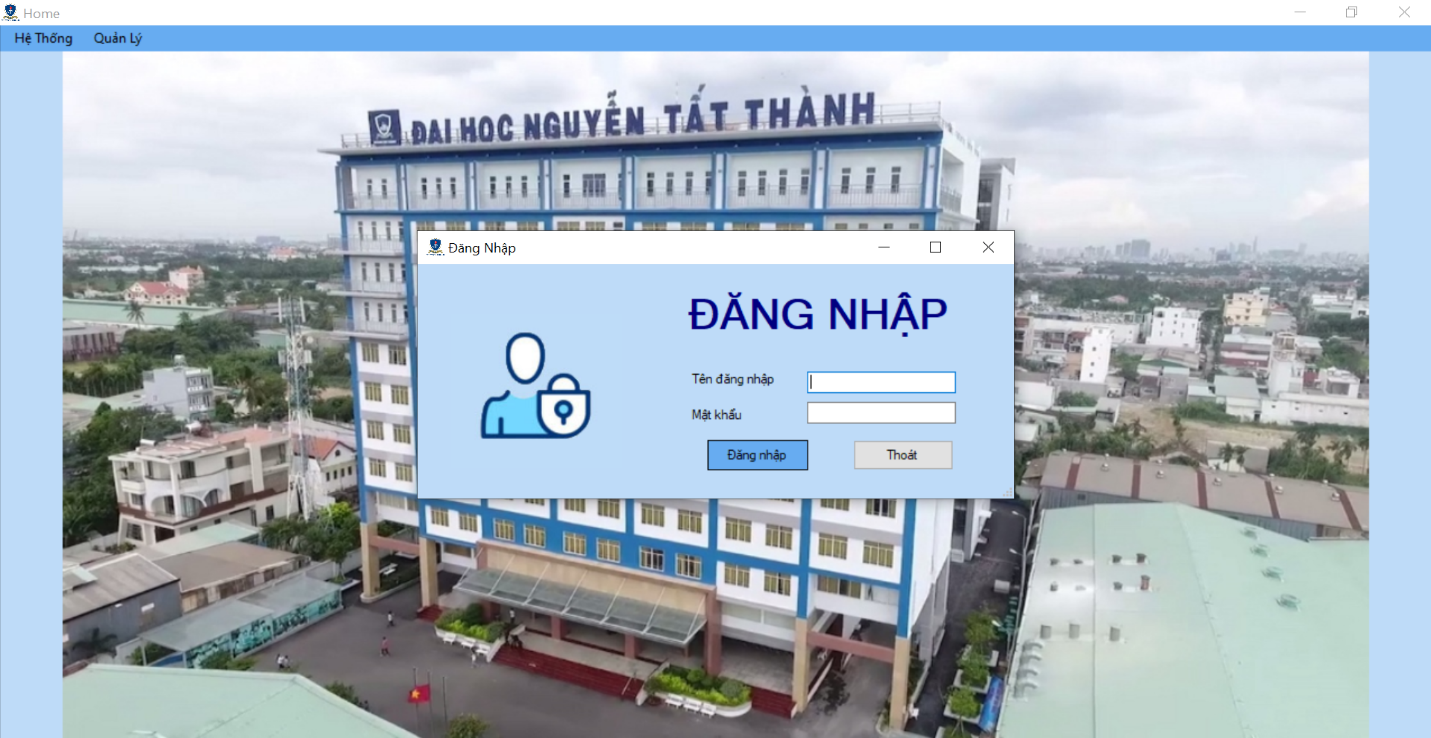 Home
Hệ Thống Quản Lý
ĐẠI HỌC NGUYỄN TẤT THÀNH
Đăng Nhập
ĐĂNG NHẬP
Tên đăng nhập
Mật khẩu
Đăng nhập Thoát